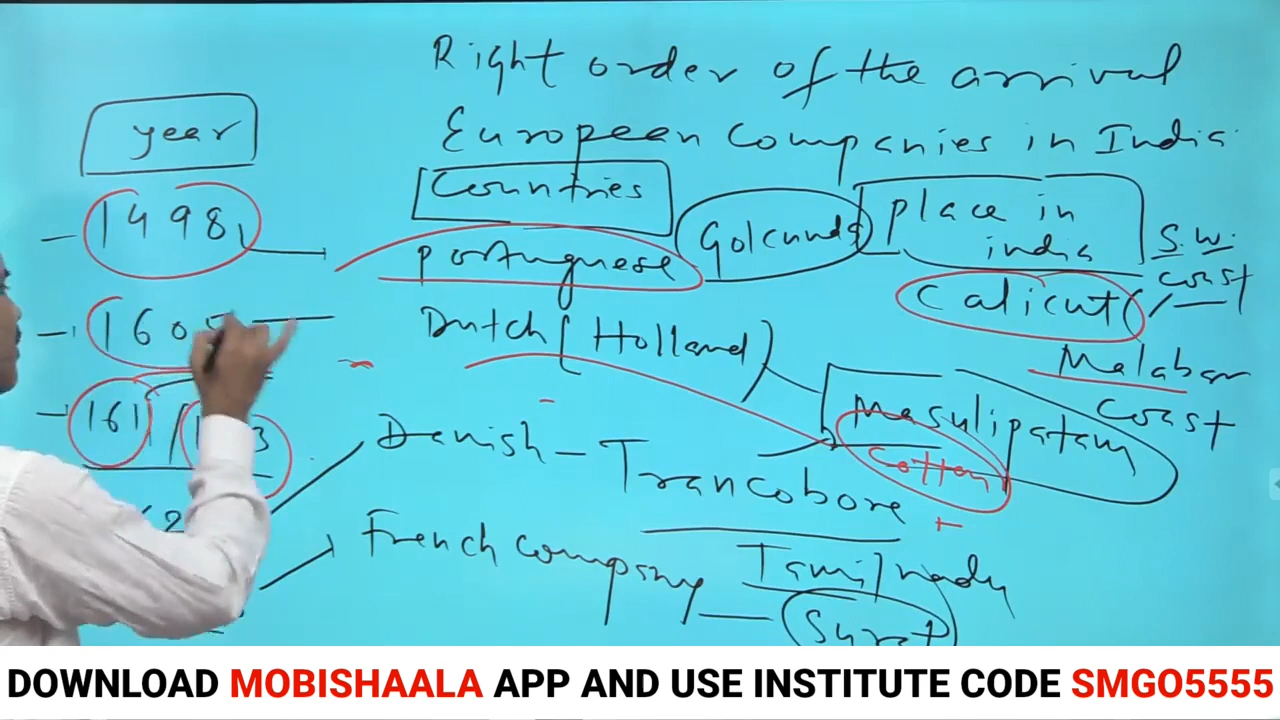 Right order of the arrival
European Companies in India
year
Countries
place in
india
1498
portuguese
Golcunda
Calicut (
S.W.
coast
Malabar
coast
Dutch (Holland)
Masulipatam
Cotton
1611 /
Danish - Trancobore
Tamilnadu
French company
Surat
DOWNLOAD MOBISHAALA APP AND USE INSTITUTE CODE SMGO5555